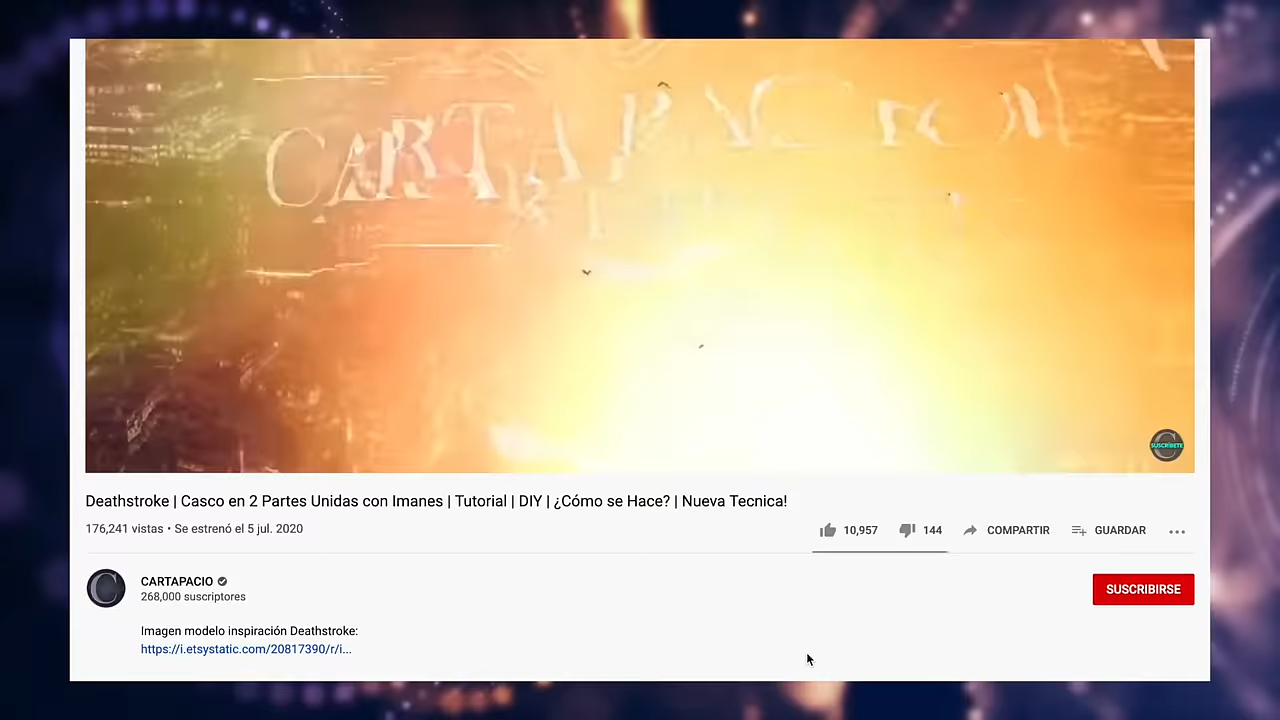 CARTAPACIO
SUSCRÍBETE
Deathstroke | Casco en 2 Partes Unidas con Imanes | Tutorial | DIY | ¿Cómo se Hace? | Nueva Tecnica!
176,241 vistas • Se estrenó el 5 jul. 2020
10,957
144
COMPARTIR
GUARDAR
C
CARTAPACIO
268,000 suscriptores
SUSCRIBIRSE
Imagen modelo inspiración Deathstroke:
https://i.etsystatic.com/20817390/r/i...